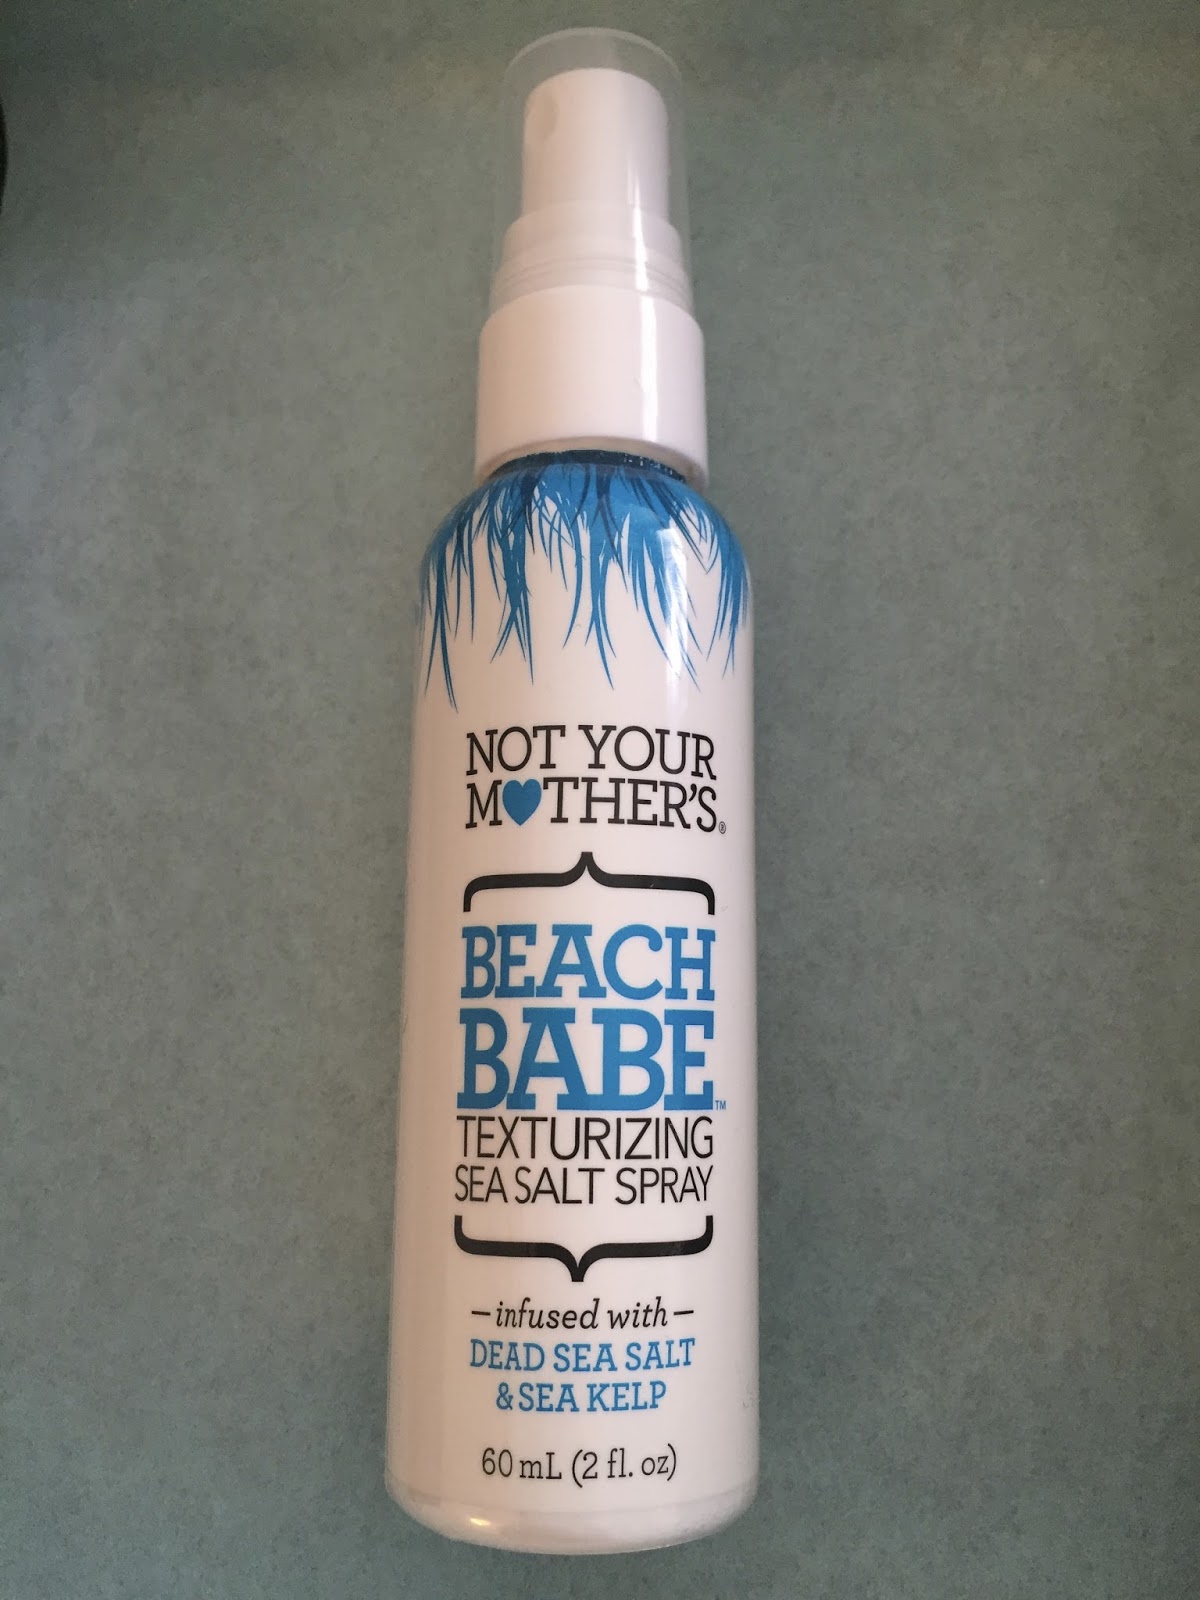 NOT YOUR
MOTHER'S®
BEACH
BABE™
TEXTURIZING
SEA SALT SPRAY
–infused with–
DEAD SEA SALT
& SEA KELP
60 mL (2 fl. oz)